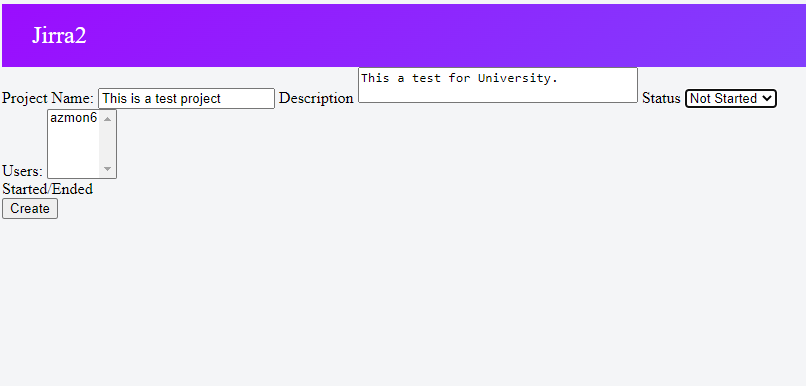 Jirra2
This a test for University.
Project Name: This is a test project Description Status Not Started
azmon6
Users:
Started/Ended
Create